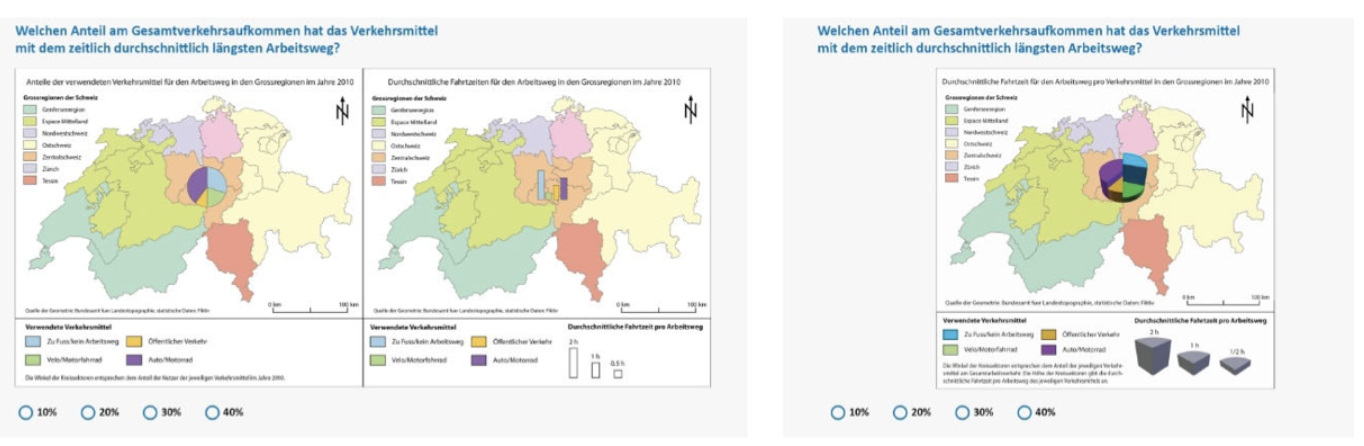 Welchen Anteil am Gesamtverkehrsaufkommen hat das Verkehrsmittel
mit dem zeitlich durchschnittlich längsten Arbeitsweg?
Anteile der verwendeten Verkehrsmittel für den Arbeitsweg in den Grossregionen im Jahre 2010
Grossregionen der Schweiz
Genferseeregion
Espace Mittelland
Nordwestschweiz
Ostschweiz
Zentralschweiz
Zürich
Tessin
N
0 km 100 km
Quelle der Geometrie: Bundesamt fuer Landestopographie, statistische Daten: Fiktiv
Verwendete Verkehrsmittel
Zu Fuss/kein Arbeitsweg
Öffentlicher Verkehr
Velo/Motorfahrrad
Auto/Motorrad
Die Winkel der Kreissektoren entsprechen dem Anteil der Nutzer der jeweiligen Verkehrsmittel im Jahre 2010.
Durchschnittliche Fahrtzeiten für den Arbeitsweg in den Grossregionen im Jahre 2010
Grossregionen der Schweiz
Genferseeregion
Espace Mittelland
Nordwestschweiz
Ostschweiz
Zentralschweiz
Zürich
Tessin
N
0 km 100 km
Quelle der Geometrie: Bundesamt fuer Landestopographie, statistische Daten: Fiktiv
Verwendete Verkehrsmittel
Zu Fuss/kein Arbeitsweg
Öffentlicher Verkehr
Velo/Motorfahrrad
Auto/Motorrad
Durchschnittliche Fahrtzeit pro Arbeitsweg
2 h
1 h
0.5 h
10% 20% 30% 40%
Welchen Anteil am Gesamtverkehrsaufkommen hat das Verkehrsmittel
mit dem zeitlich durchschnittlich längsten Arbeitsweg?
Durchschnittliche Fahrtzeit für den Arbeitsweg pro Verkehrsmittel in den Grossregionen im Jahre 2010
Grossregionen der Schweiz
Genferseeregion
Espace Mittelland
Nordwestschweiz
Ostschweiz
Zentralschweiz
Zürich
Tessin
N
0 km 100 km
Quelle der Geometrie: Bundesamt fuer Landestopographie, statistische Daten: Fiktiv
Verwendete Verkehrsmittel
Zu Fuss/kein Arbeitsweg
Öffentlicher Verkehr
Velo/Motorfahrrad
Auto/Motorrad
Die Winkel der Kreissektoren entsprechen dem Anteil der jeweiligen Verkehrs-
mittel am Gesamtarbeitsverkehr. Die Höhe der Kreissektoren gibt die durch-
schnittliche Fahrtzeit pro Arbeitsweg des jeweiligen Verkehrsmittels an.
Durchschnittliche Fahrtzeit pro Arbeitsweg
2 h
1 h
1/2 h
10% 20% 30% 40%